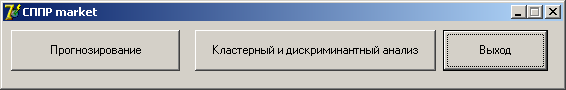 СППР market
Прогнозирование
Кластерный и дискриминантный анализ
Выход